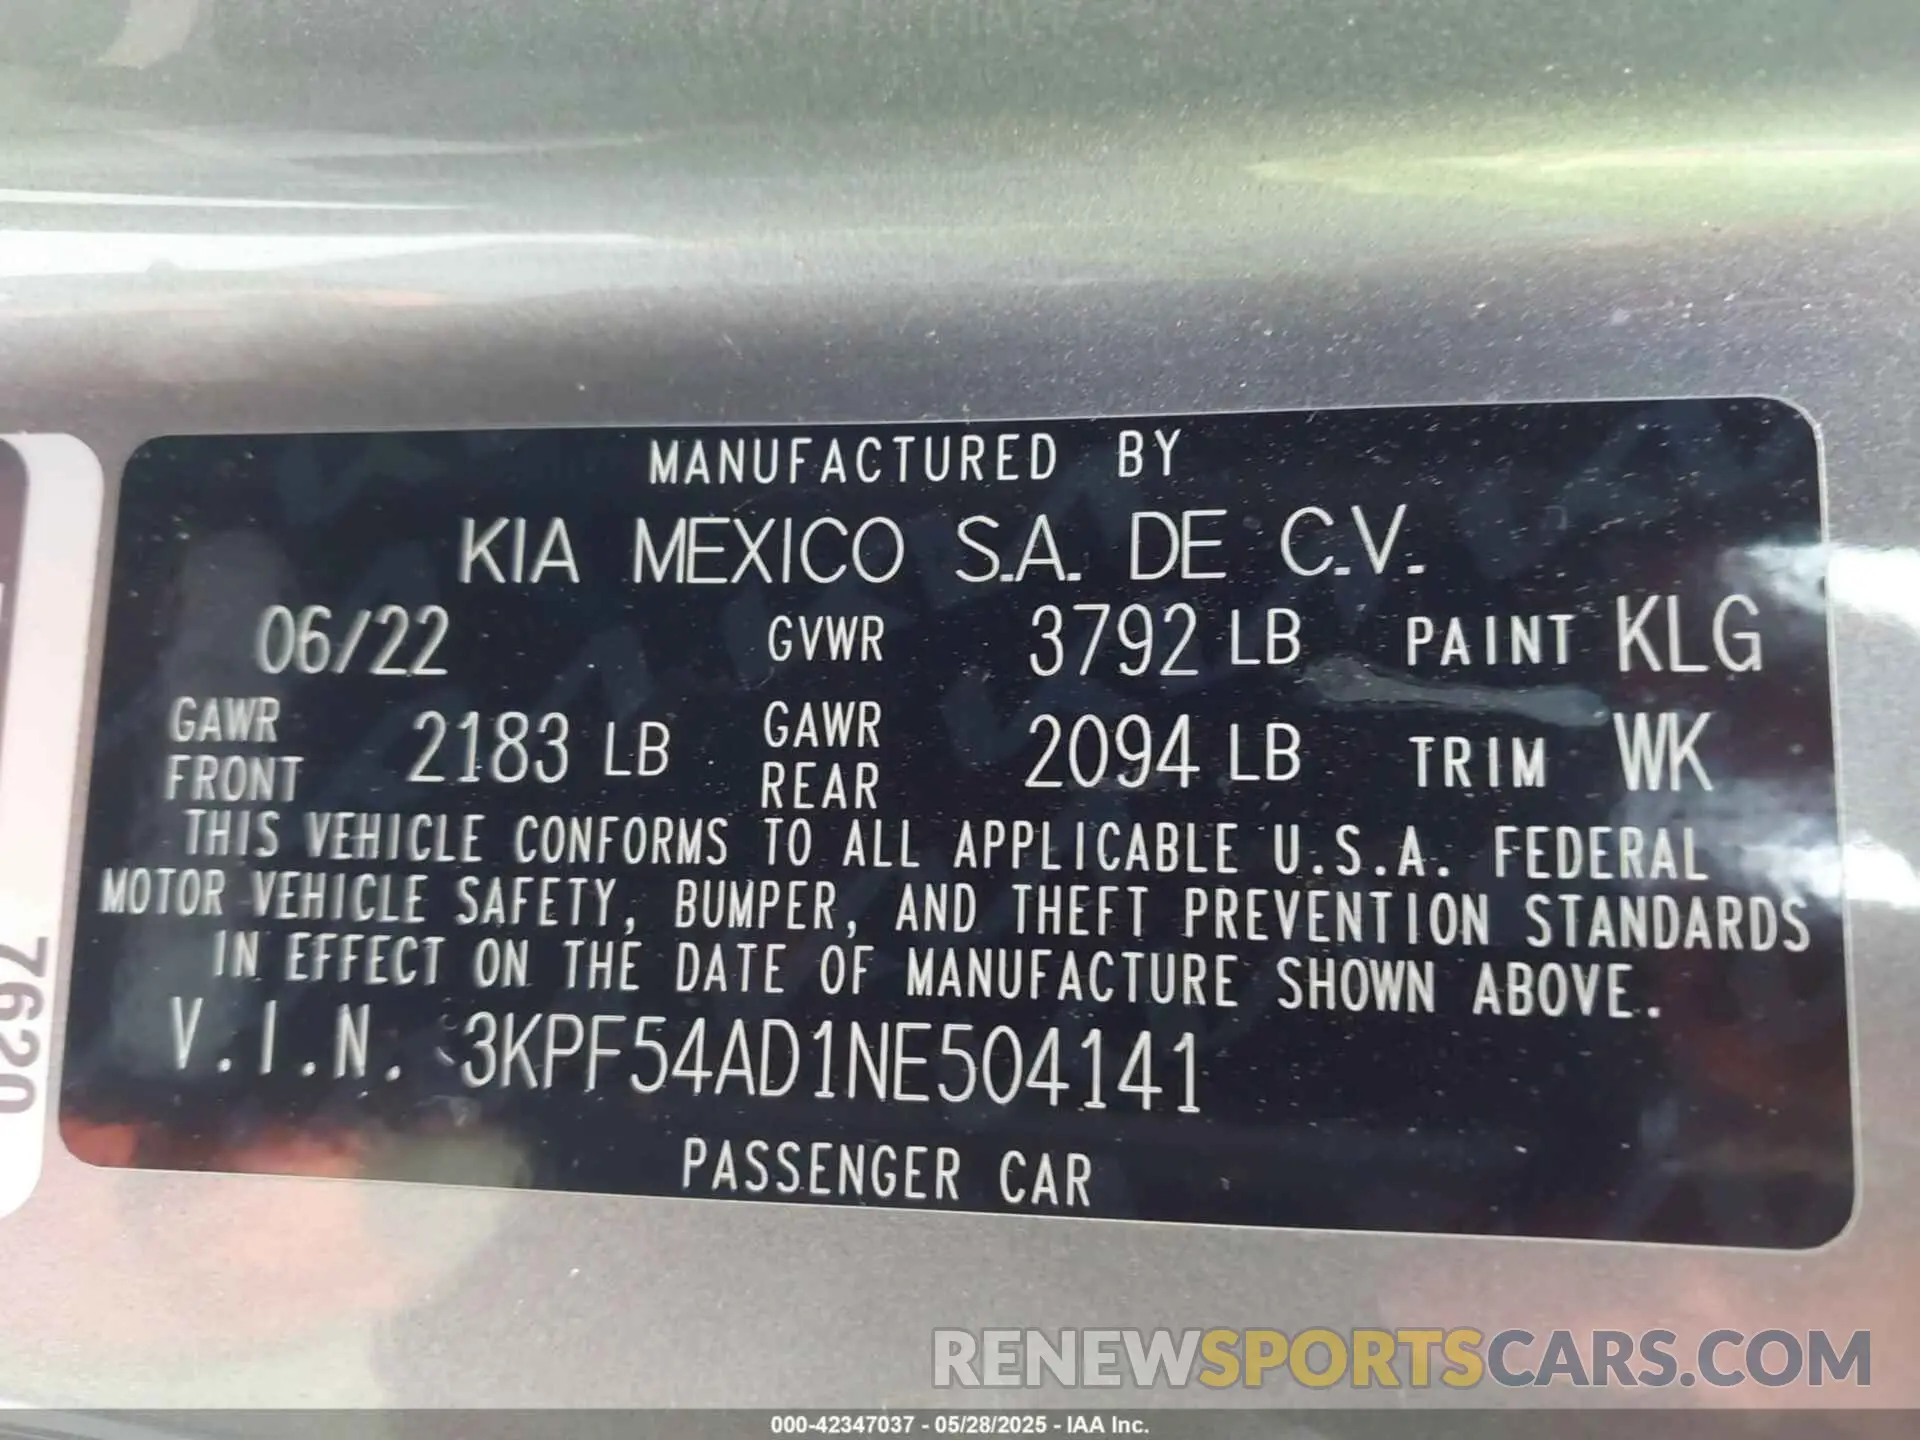 MANUFACTURED BY
KIA MEXICO S.A. DE C.V.
06/22 GVWR 3792 LB PAINT KLG
GAWR FRONT 2183 LB GAWR REAR 2094 LB TRIM WK
THIS VEHICLE CONFORMS TO ALL APPLICABLE U.S.A. FEDERAL
MOTOR VEHICLE SAFETY, BUMPER, AND THEFT PREVENTION STANDARDS
IN EFFECT ON THE DATE OF MANUFACTURE SHOWN ABOVE.
V.I.N. 3KPF54AD1NE504141
PASSENGER CAR
7620
RENEWSPORTSCARS.COM
000-42347037 - 05/28/2025 - IAA Inc.